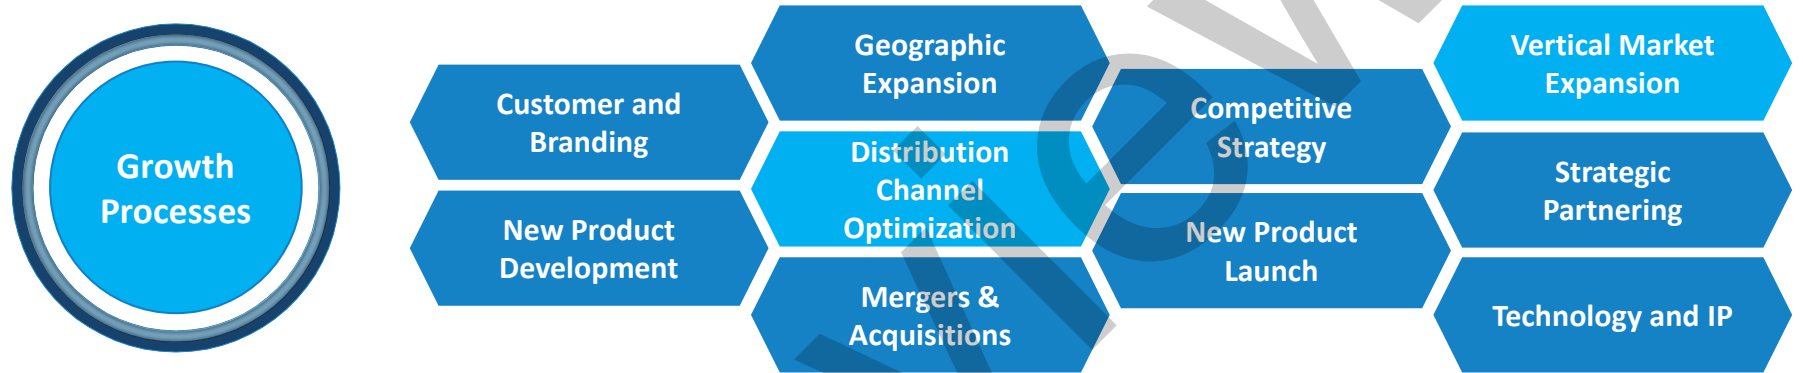 Growth
Processes
Customer and
Branding
New Product
Development
Geographic
Expansion
Distribution
Channel
Optimization
Mergers &
Acquisitions
Competitive
Strategy
New Product
Launch
Vertical Market
Expansion
Strategic
Partnering
Technology and IP